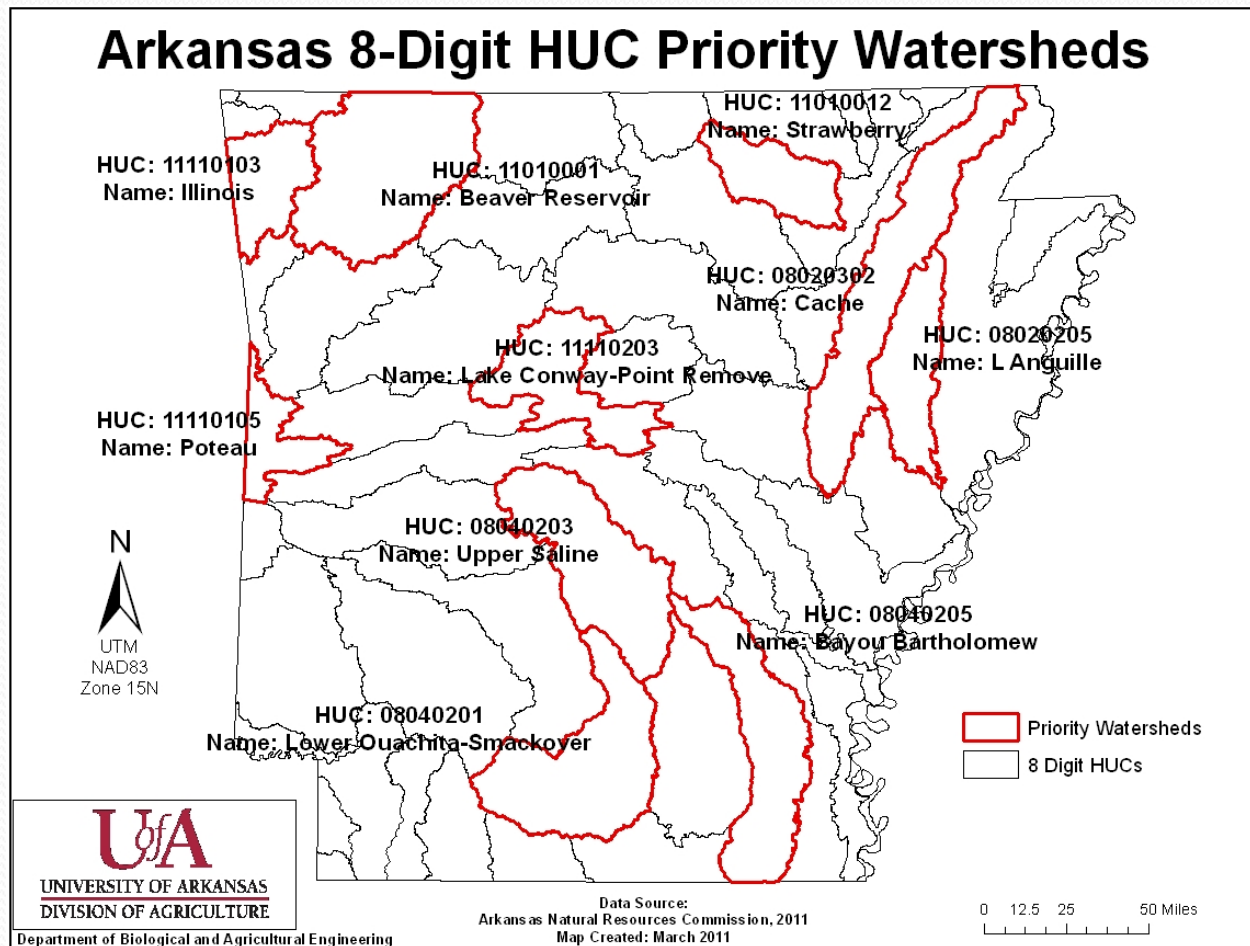 Arkansas 8-Digit HUC Priority Watersheds
HUC: 11010012
Name: Strawberry
HUC: 11110103
Name: Illinois
HUC: 11010001
Name: Beaver Reservoir
HUC: 08020302
Name: Cache
HUC: 08020205
Name: L Anguille
HUC: 11110203
Name: Lake Conway-Point Remove
HUC: 11110105
Name: Poteau
HUC: 08040203
Name: Upper Saline
N
UTM
NAD83
Zone 15N
HUC: 08040205
Name: Bayou Bartholomew
HUC: 08040201
Name: Lower Ouachita-Smackover
Priority Watersheds
8 Digit HUCs
UofA
UNIVERSITY OF ARKANSAS
DIVISION OF AGRICULTURE
Department of Biological and Agricultural Engineering
Data Source:
Arkansas Natural Resources Commission, 2011
Map Created: March 2011
0 12.5 25 50 Miles